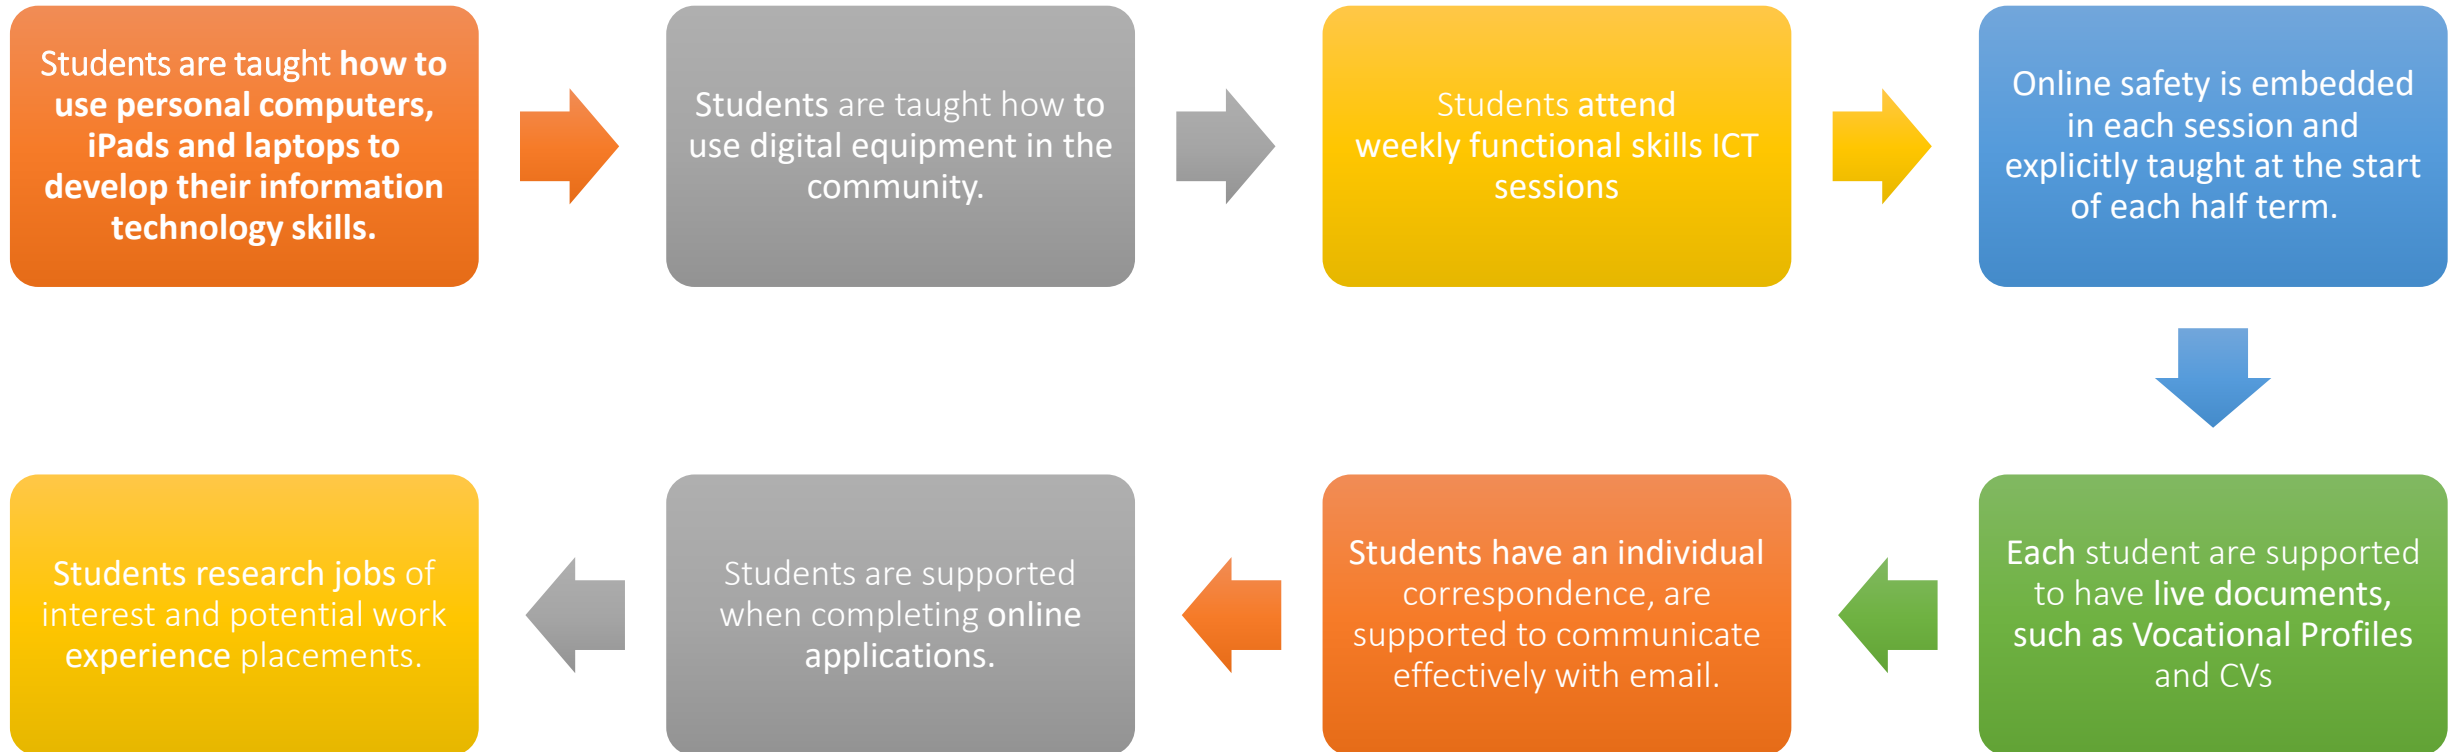 Students are taught how to
use personal computers,
iPads and laptops to
develop their information
technology skills.
Students are taught how to
use digital equipment in the
community.
Students attend
weekly functional skills ICT
sessions
Online safety is embedded
in each session and
explicitly taught at the start
of each half term.
Each student are supported
to have live documents,
such as Vocational Profiles
and CVs
Students have an individual
correspondence, are
supported to communicate
effectively with email.
Students are supported
when completing online
applications.
Students research jobs of
interest and potential work
experience placements.